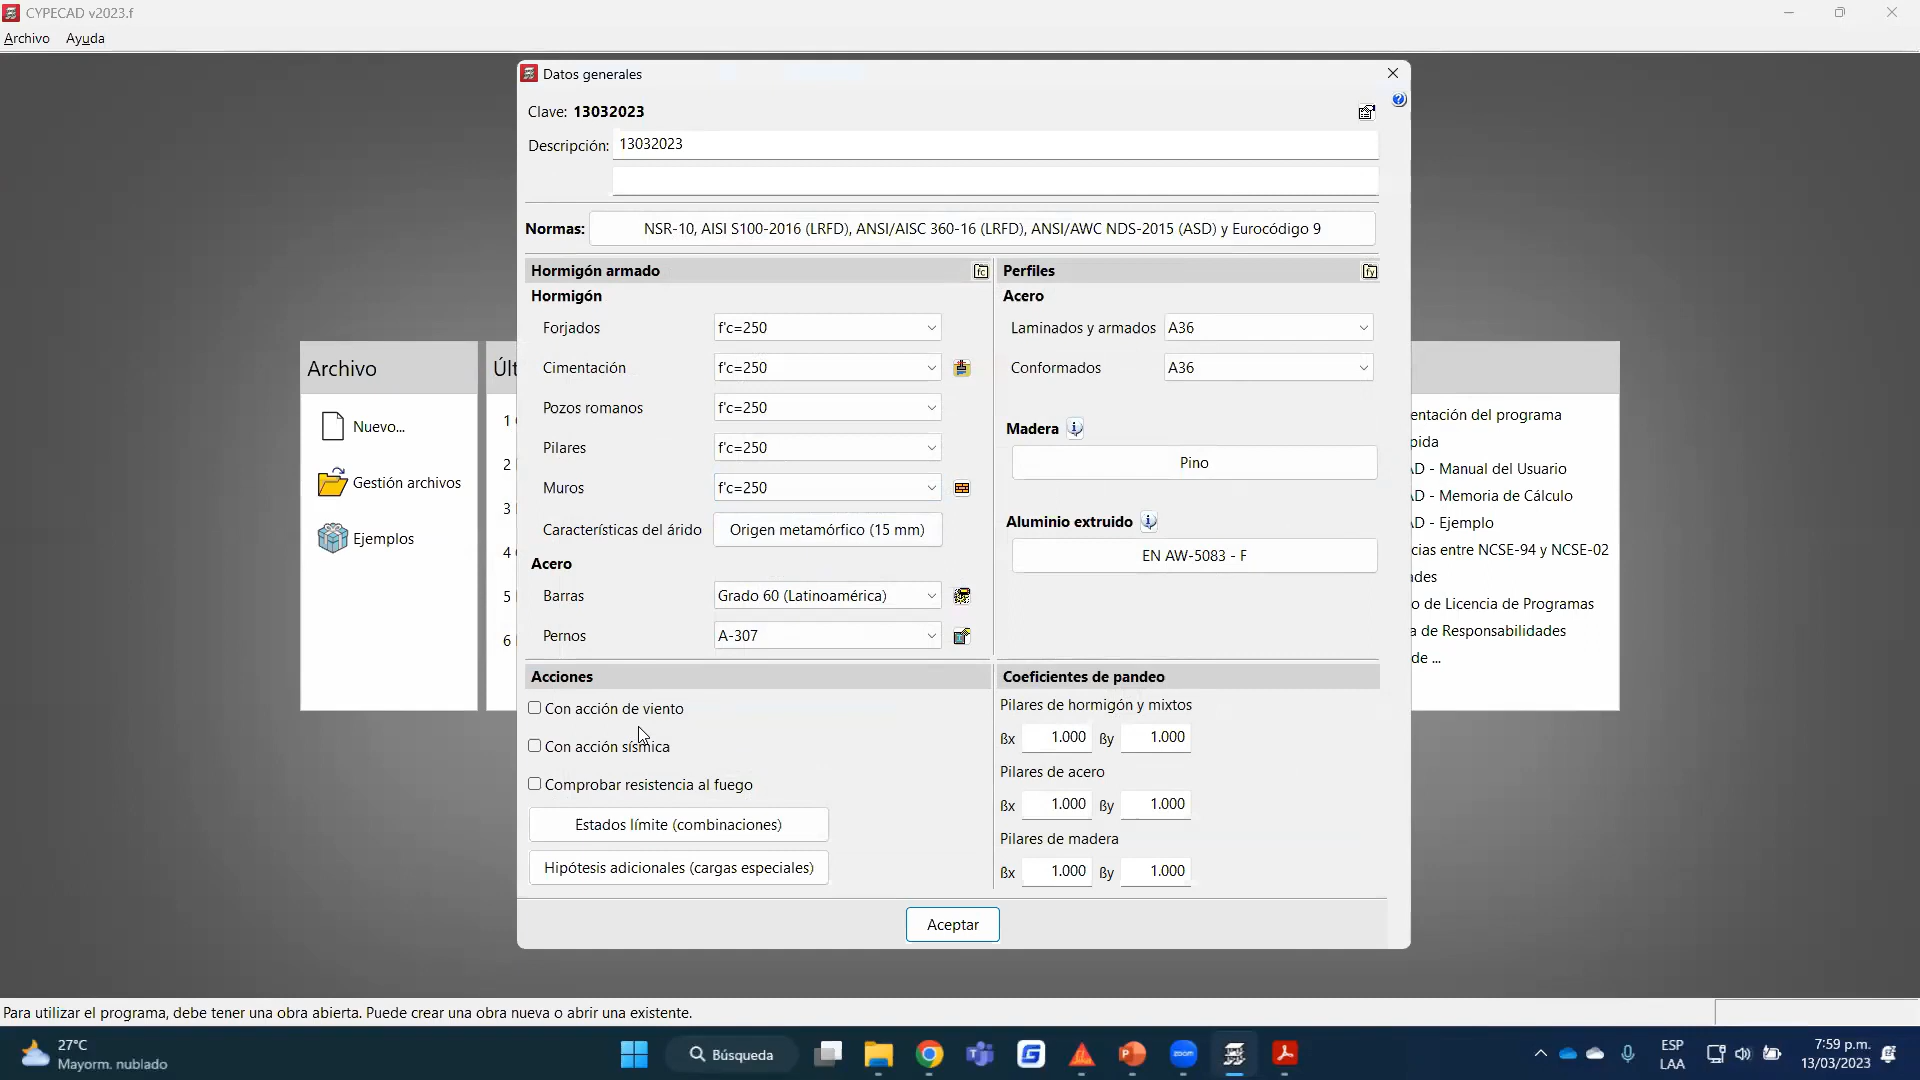 CYPECAD v2023.f
Archivo Ayuda
Datos generales
Clave: 13032023
Descripción: 13032023
Normas: NSR-10, AISI S100-2016 (LRFD), ANSI/AISC 360-16 (LRFD), ANSI/AWC NDS-2015 (ASD) y Eurocódigo 9
Hormigón armado
Hormigón
Forjados f'c=250
Cimentación f'c=250
Pozos romanos f'c=250
Pilares f'c=250
Muros f'c=250
Características del árido Origen metamórfico (15 mm)
Acero
Barras Grado 60 (Latinoamérica)
Pernos A-307
Perfiles
Acero
Laminados y armados A36
Conformados A36
Madera
Pino
Aluminio extruido
EN AW-5083 - F
Acciones
Con acción de viento
Con acción sísmica
Comprobar resistencia al fuego
Estados límite (combinaciones)
Hipótesis adicionales (cargas especiales)
Coeficientes de pandeo
Pilares de hormigón y mixtos
ßx 1.000 ßy 1.000
Pilares de acero
ßx 1.000 ßy 1.000
Pilares de madera
ßx 1.000 ßy 1.000
Aceptar
Archivo
Nuevo...
Gestión archivos
Ejemplos
Últ
1
2
3
4
5
6
entación del programa
pida
D - Manual del Usuario
D - Memoria de Cálculo
D - Ejemplo
cias entre NCSE-94 y NCSE-02
des
o de Licencia de Programas
a de Responsabilidades
de ...
Para utilizar el programa, debe tener una obra abierta. Puede crear una obra nueva o abrir una existente.
27°C
Mayorm. nublado
Búsqueda
zoom
ESP
LAA
7:59 p.m.
13/03/2023